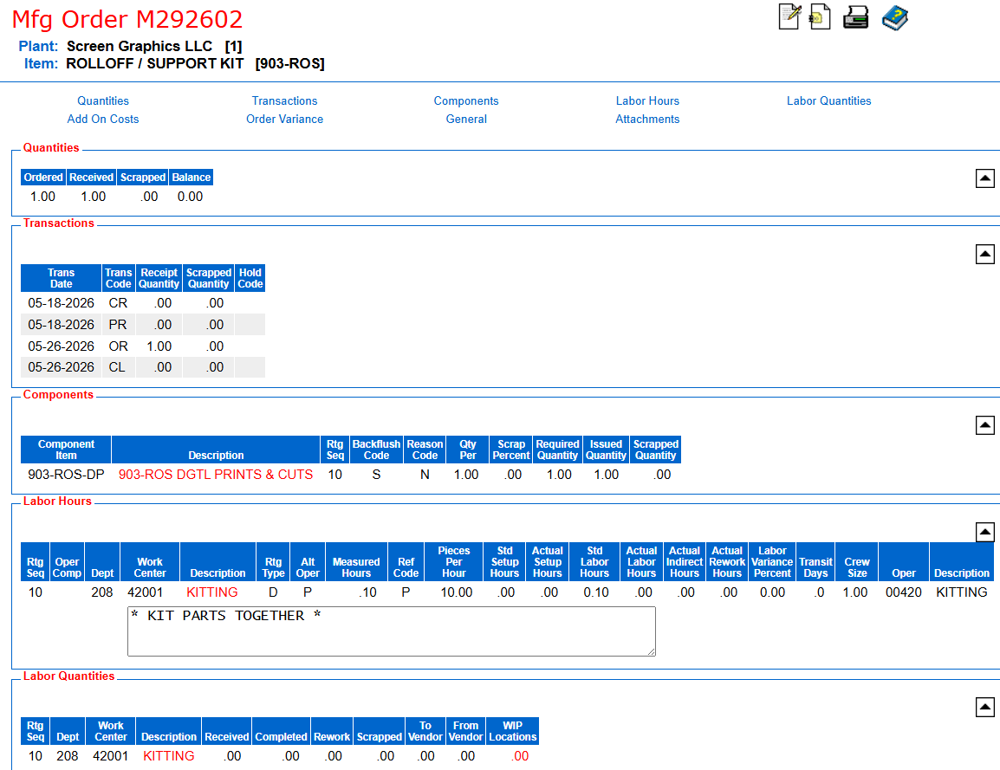 Mfg Order M292602
Plant: Screen Graphics LLC [1]
Item: ROLLOFF / SUPPORT KIT [903-ROS]
Quantities Transactions Components Labor Hours Labor Quantities
Add On Costs Order Variance General Attachments
Quantities
Ordered Received Scrapped Balance
1.00 1.00 .00 0.00
Transactions
Trans Date Trans Code Receipt Quantity Scrapped Quantity Hold Code
05-18-2026 CR .00 .00
05-18-2026 PR .00 .00
05-26-2026 OR 1.00 .00
05-26-2026 CL .00 .00
Components
Component Item Description Rtg Seq Backflush Code Reason Code Qty Per Scrap Percent Required Quantity Issued Quantity Scrapped Quantity
903-ROS-DP 903-ROS DGTL PRINTS & CUTS 10 S N 1.00 .00 1.00 1.00 .00
Labor Hours
Rtg Seq Oper Comp Dept Work Center Description Rtg Type Alt Oper Measured Hours Ref Code Pieces Per Hour Std Setup Hours Actual Setup Hours Std Labor Hours Actual Labor Hours Actual Indirect Hours Actual Rework Hours Labor Variance Percent Transit Days Crew Size Oper Description
10 208 42001 KITTING D P .10 P 10.00 .00 .00 0.10 .00 .00 .00 0.00 .0 1.00 00420 KITTING
* KIT PARTS TOGETHER *
Labor Quantities
Rtg Seq Dept Work Center Description Received Completed Rework Scrapped To Vendor From Vendor WIP Locations
10 208 42001 KITTING .00 .00 .00 .00 .00 .00 .00